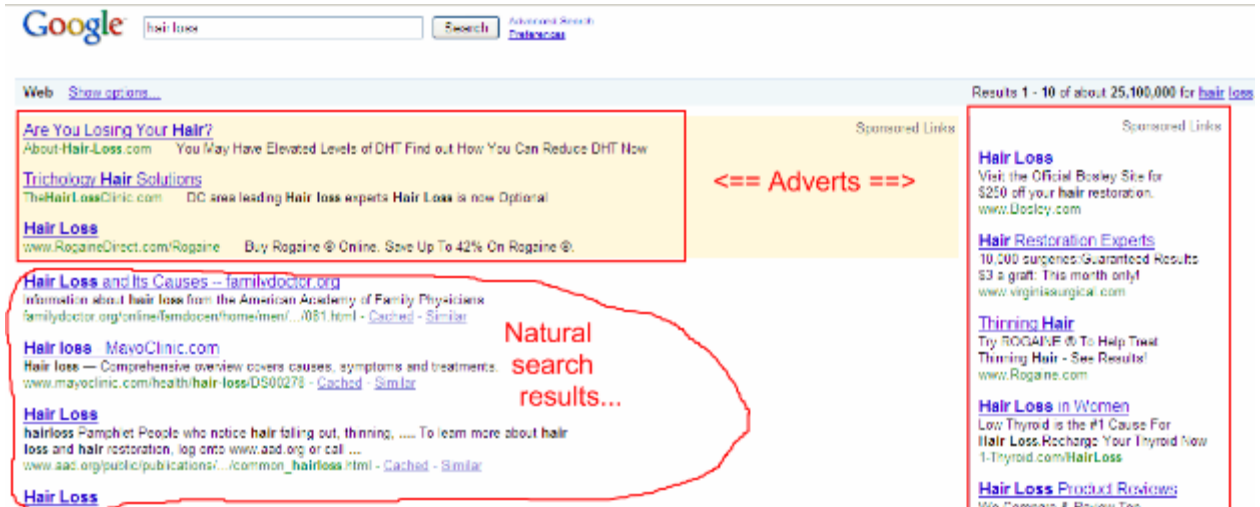 Google hair loss Search Advanced Search
Preferences
Web Show options... Results 1 - 10 of about 25,100,000 for hair loss
Are You Losing Your Hair? Sponsored Links
About-Hair-Loss.com You May Have Elevated Levels of DHT Find out How You Can Reduce DHT Now
Trichology Hair Solutions
TheHairLossClinic.com DC area leading Hair loss experts Hair Loss is now Optional
Hair Loss
www.RogaineDirect.com/Rogaine Buy Rogaine ® Online. Save Up To 42% On Rogaine ®.
<== Adverts ==>
Hair Loss and Its Causes -- familydoctor.org
Information about hair loss from the American Academy of Family Physicians
familydoctor.org/online/famdocen/home/men/.../081.html - Cached - Similar
Hair loss MayoClinic.com
Hair loss — Comprehensive overview covers causes, symptoms and treatments.
www.mayoclinic.com/health/hair-loss/DS00278 - Cached - Similar
Hair Loss
hairloss Pamphlet People who notice hair falling out, thinning, ..... To learn more about hair
loss and hair restoration, log onto www.aad.org or call ...
www.aad.org/public/publications/.../common_hairloss.html - Cached - Similar
Hair Loss
Natural
search
results...
Sponsored Links
Hair Loss
Visit the Official Bosley Site for
$250 off your hair restoration.
www.Bosley.com
Hair Restoration Experts
10,000 surgeries:Guaranteed Results
$3 a graft: This month only!
www.virginiasurgical.com
Thinning Hair
Try ROGAINE ® To Help Treat
Thinning Hair - See Results!
www.Rogaine.com
Hair Loss in Women
Low Thyroid is the #1 Cause For
Hair Loss.Recharge Your Thyroid Now
1-Thyroid.com/HairLoss
Hair Loss Product Reviews
We Compare & Review Top